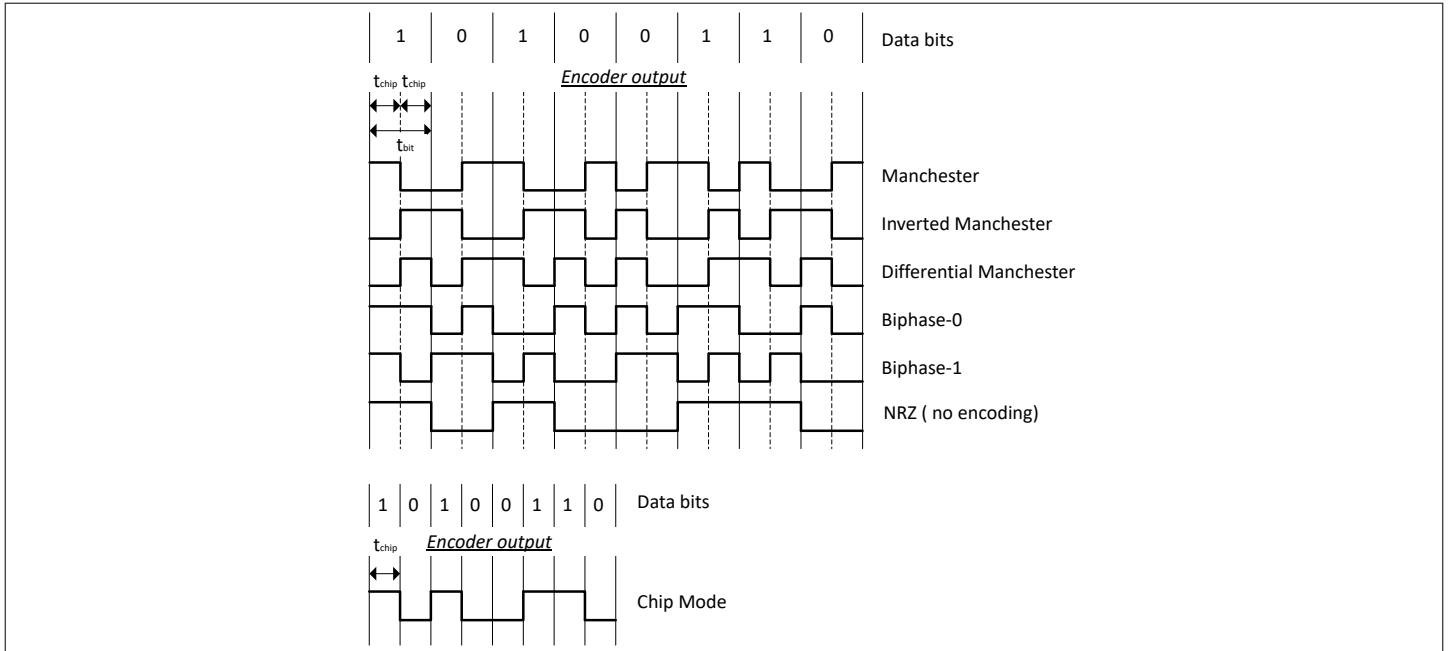 1 0 1 0 0 1 1 0 Data bits
tchip tchip Encoder output
tbit
Manchester
Inverted Manchester
Differential Manchester
Biphase-0
Biphase-1
NRZ ( no encoding)
1 0 1 0 0 1 1 0 Data bits
tchip Encoder output
Chip Mode